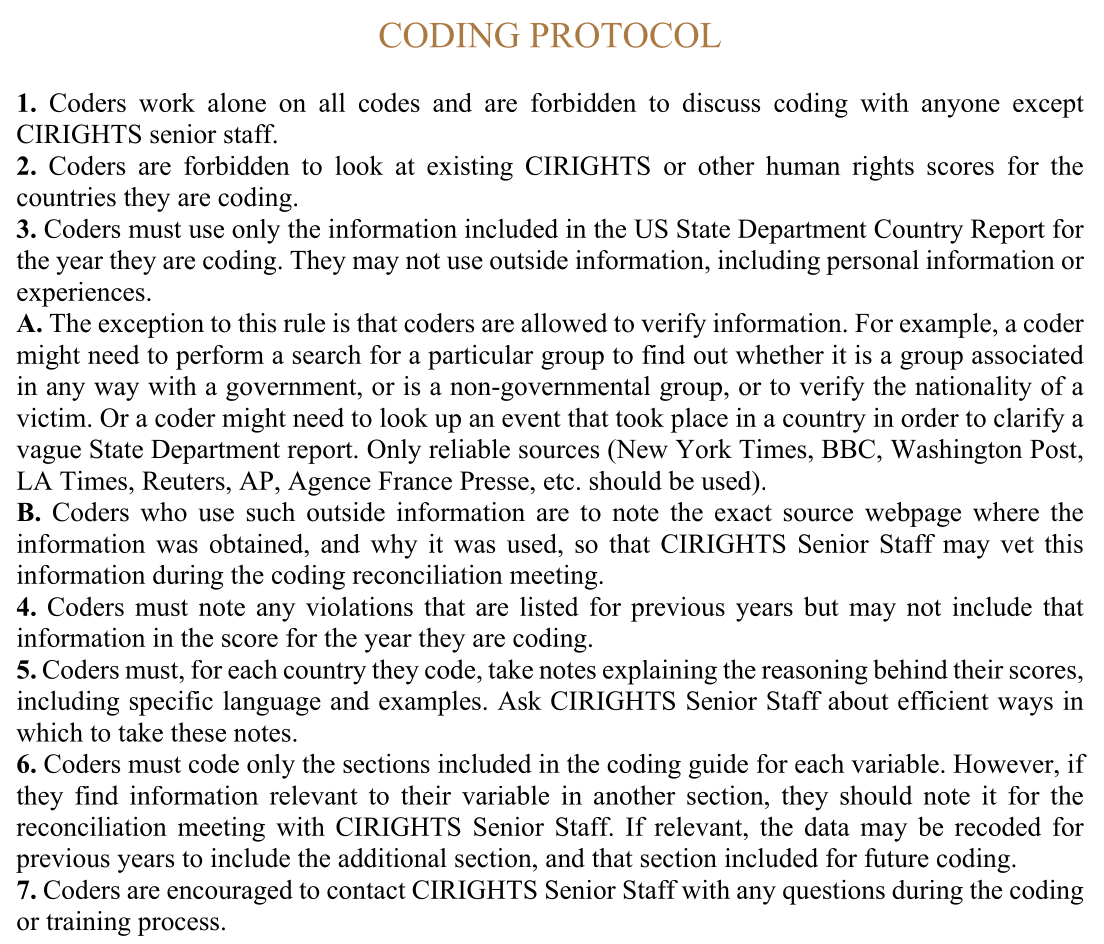 CODING PROTOCOL
1. Coders work alone on all codes and are forbidden to discuss coding with anyone except
CIRIGHTS senior staff.
2. Coders are forbidden to look at existing CIRIGHTS or other human rights scores for the
countries they are coding.
3. Coders must use only the information included in the US State Department Country Report for
the year they are coding. They may not use outside information, including personal information or
experiences.
A. The exception to this rule is that coders are allowed to verify information. For example, a coder
might need to perform a search for a particular group to find out whether it is a group associated
in any way with a government, or is a non-governmental group, or to verify the nationality of a
victim. Or a coder might need to look up an event that took place in a country in order to clarify a
vague State Department report. Only reliable sources (New York Times, BBC, Washington Post,
LA Times, Reuters, AP, Agence France Presse, etc. should be used).
B. Coders who use such outside information are to note the exact source webpage where the
information was obtained, and why it was used, so that CIRIGHTS Senior Staff may vet this
information during the coding reconciliation meeting.
4. Coders must note any violations that are listed for previous years but may not include that
information in the score for the year they are coding.
5. Coders must, for each country they code, take notes explaining the reasoning behind their scores,
including specific language and examples. Ask CIRIGHTS Senior Staff about efficient ways in
which to take these notes.
6. Coders must code only the sections included in the coding guide for each variable. However, if
they find information relevant to their variable in another section, they should note it for the
reconciliation meeting with CIRIGHTS Senior Staff. If relevant, the data may be recoded for
previous years to include the additional section, and that section included for future coding.
7. Coders are encouraged to contact CIRIGHTS Senior Staff with any questions during the coding
or training process.